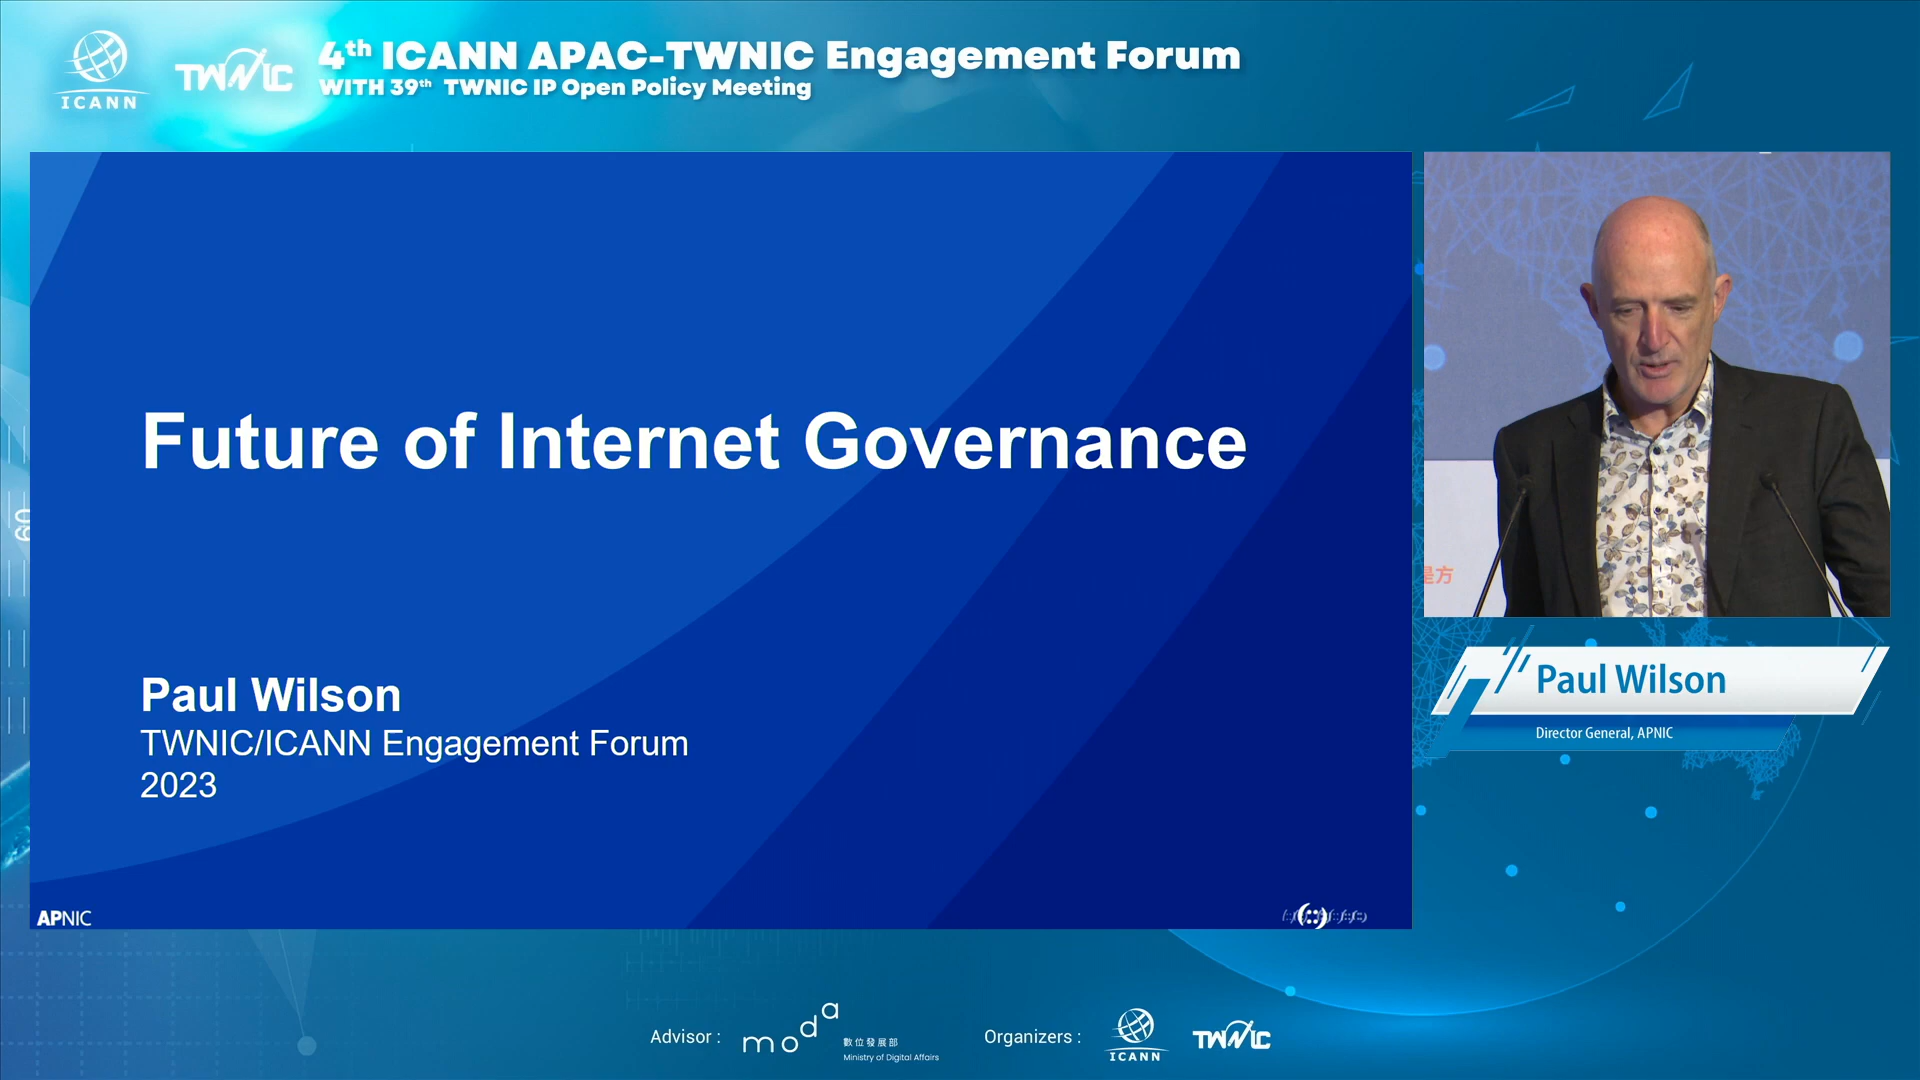 ICANN
TWNIC
4th ICANN APAC-TWNIC Engagement Forum
WITH 39th TWNIC IP Open Policy Meeting
Future of Internet Governance
Paul Wilson
TWNIC/ICANN Engagement Forum
2023
APNIC
是方
Paul Wilson
Director General, APNIC
Advisor :
moda
數位發展部
Ministry of Digital Affairs
Organizers :
ICANN
TWNIC